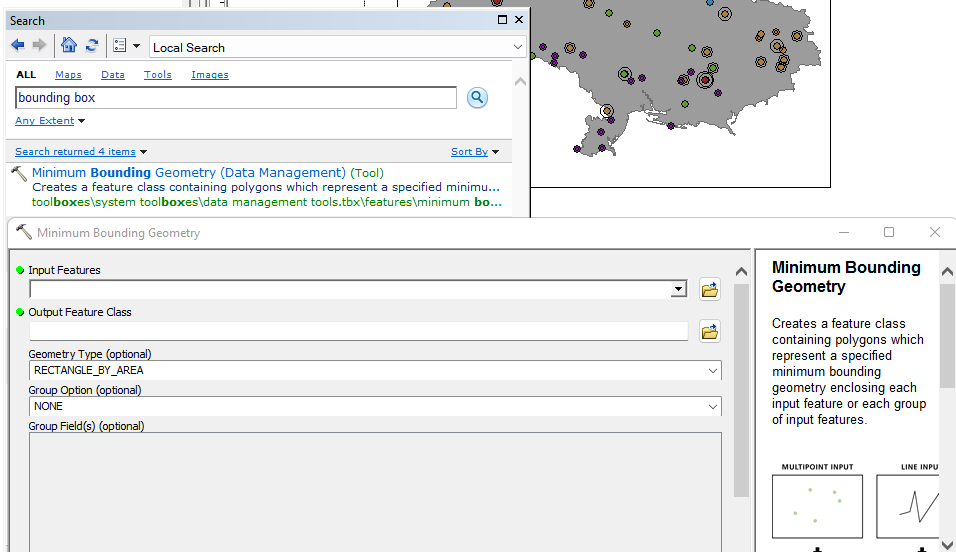 Search
Local Search
ALL Maps Data Tools Images
bounding box
Any Extent
Search returned 4 items Sort By
Minimum Bounding Geometry (Data Management) (Tool)
Creates a feature class containing polygons which represent a specified minimu...
toolboxes\system toolboxes\data management tools.tbx\features\minimum bo...
Minimum Bounding Geometry
Input Features
Output Feature Class
Geometry Type (optional)
RECTANGLE_BY_AREA
Group Option (optional)
NONE
Group Field(s) (optional)
Minimum Bounding
Geometry
Creates a feature class
containing polygons which
represent a specified
minimum bounding
geometry enclosing each
input feature or each group
of input features.
MULTIPOINT INPUT LINE INPU